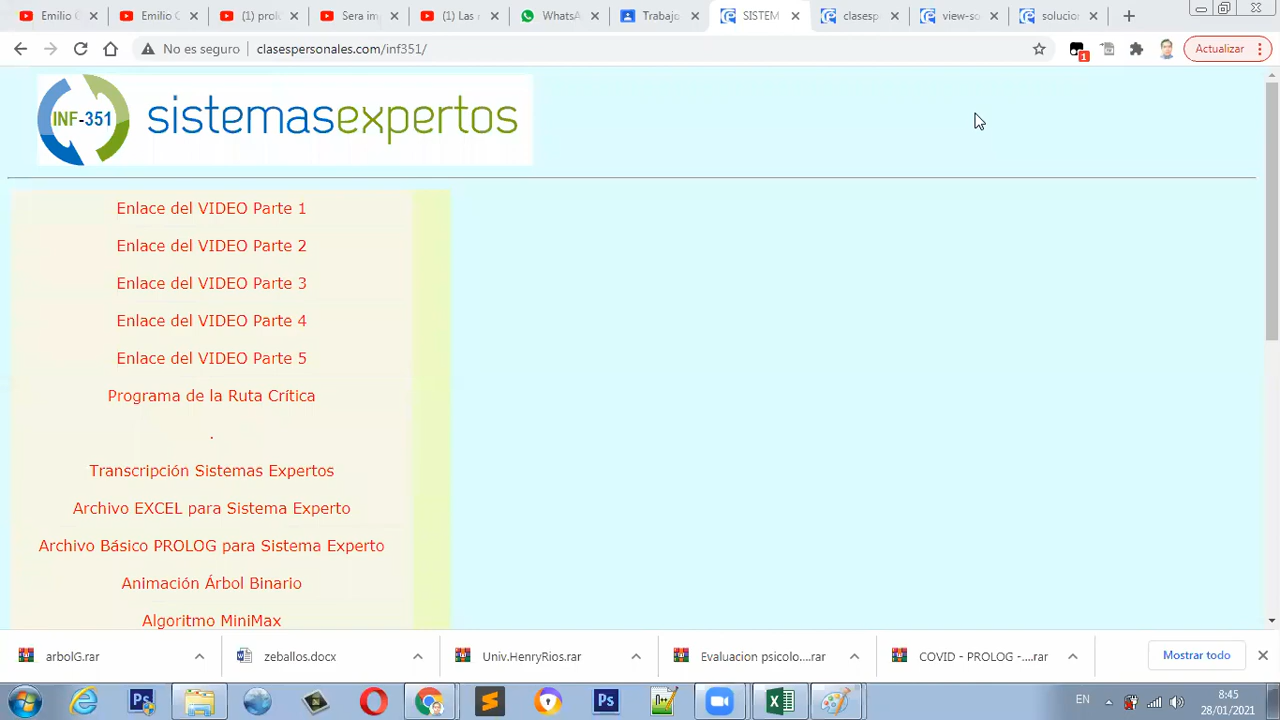 Emilio C
Emilio C
(1) prol
Sera im
(1) Las
WhatsA
Trabajo
SISTEM
clasesp
view-so
solucior
No es seguro
clasespersonales.com/inf351/
1
Actualizar
INF-351
sistemasexpertos
Enlace del VIDEO Parte 1
Enlace del VIDEO Parte 2
Enlace del VIDEO Parte 3
Enlace del VIDEO Parte 4
Enlace del VIDEO Parte 5
Programa de la Ruta Crítica
.
Transcripción Sistemas Expertos
Archivo EXCEL para Sistema Experto
Archivo Básico PROLOG para Sistema Experto
Animación Árbol Binario
Algoritmo MiniMax
arbolG.rar
zeballos.docx
Univ.HenryRios.rar
Evaluacion psicolo....rar
COVID - PROLOG -....rar
Mostrar todo
Ps
Ps
EN
8:45
28/01/2021